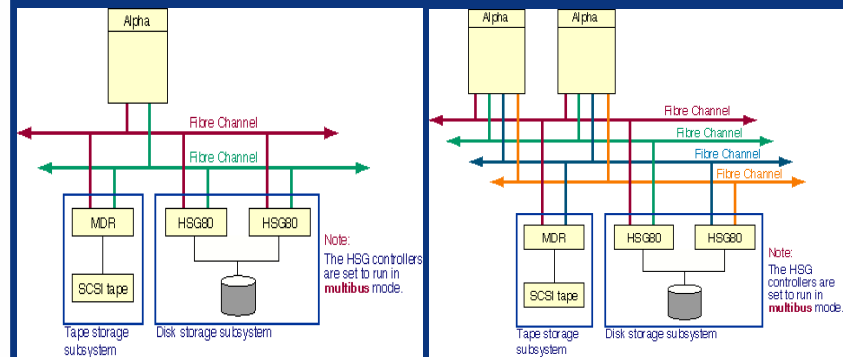 Alpha
Fibre Channel
Fibre Channel
MDR
HSG80
HSG80
SCSI tape
Note:
The HSG controllers
are set to run in
multibus mode.
Tape storage
subsystem
Disk storage subsystem
Alpha
Alpha
Fibre Channel
Fibre Channel
Fibre Channel
Fibre Channel
MDR
HSG80
HSG80
SCSI tape
Note:
The HSG
controllers are
set to run in
multibus mode.
Tape storage
subsystem
Disk storage subsystem